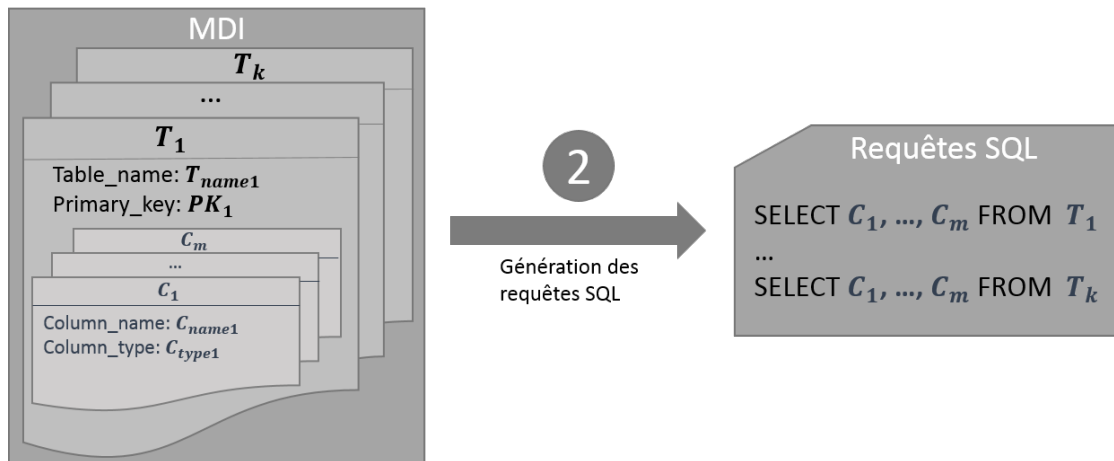 MDI
T_k
...
T_1
Table_name: T_name1
Primary_key: PK_1
C_m
...
C_1
Column_name: C_name1
Column_type: C_type1
2
Génération des
requêtes SQL
Requêtes SQL
SELECT C_1, ..., C_m FROM T_1
...
SELECT C_1, ..., C_m FROM T_k